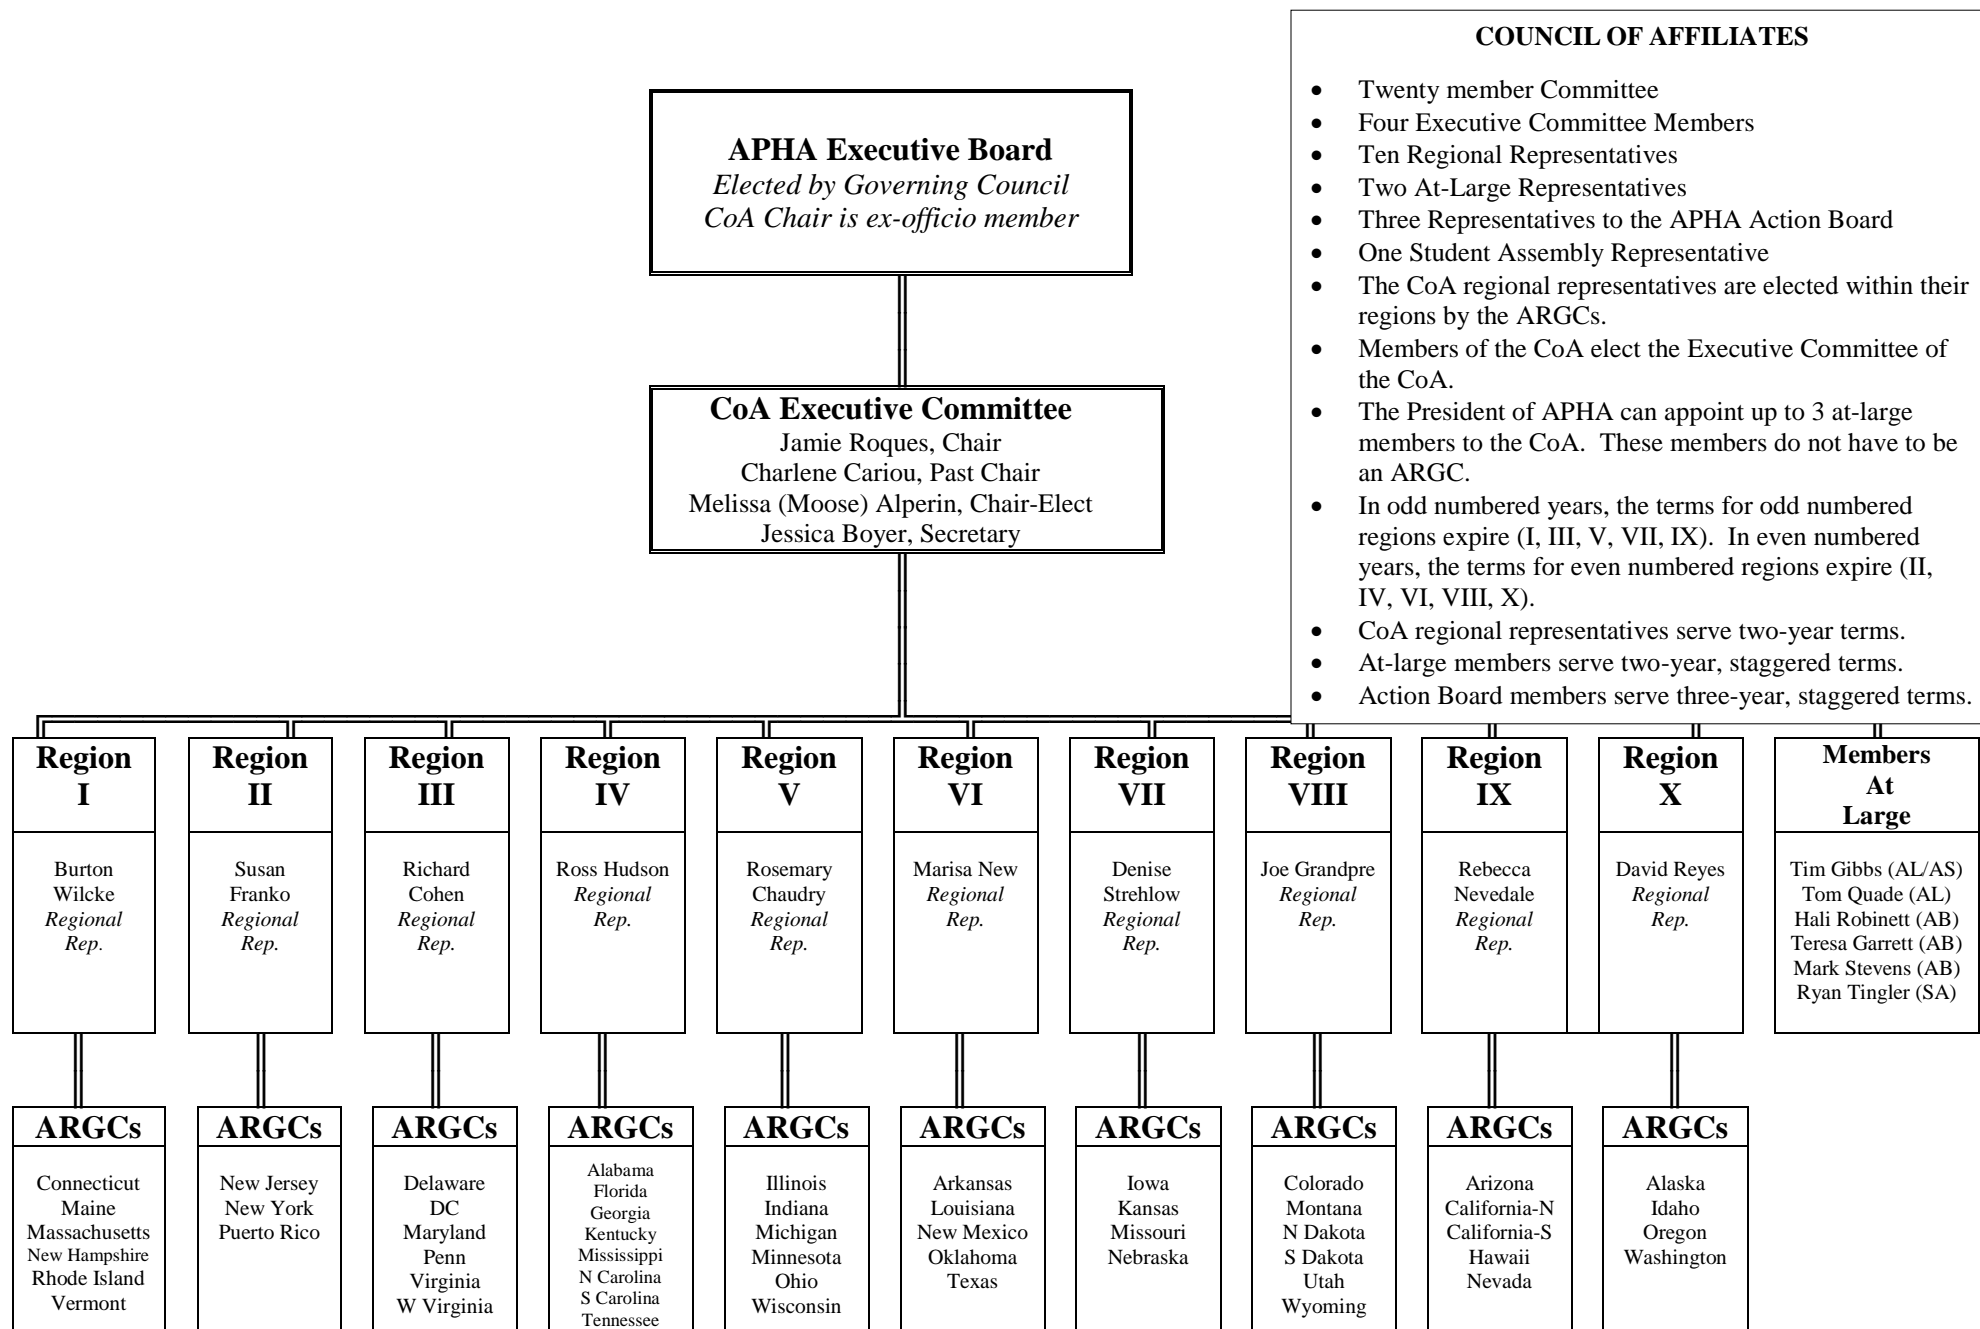 COUNCIL OF AFFILIATES
• Twenty member Committee
• Four Executive Committee Members
• Ten Regional Representatives
• Two At-Large Representatives
• Three Representatives to the APHA Action Board
• One Student Assembly Representative
• The CoA regional representatives are elected within their
regions by the ARGCs.
• Members of the CoA elect the Executive Committee of
the CoA.
• The President of APHA can appoint up to 3 at-large
members to the CoA. These members do not have to be
an ARGC.
• In odd numbered years, the terms for odd numbered
regions expire (I, III, V, VII, IX). In even numbered
years, the terms for even numbered regions expire (II,
IV, VI, VIII, X).
• CoA regional representatives serve two-year terms.
• At-large members serve two-year, staggered terms.
• Action Board members serve three-year, staggered terms.
APHA Executive Board
Elected by Governing Council
CoA Chair is ex-officio member
CoA Executive Committee
Jamie Roques, Chair
Charlene Cariou, Past Chair
Melissa (Moose) Alperin, Chair-Elect
Jessica Boyer, Secretary
Region
I
Burton
Wilcke
Regional
Rep.
Region
II
Susan
Franko
Regional
Rep.
Region
III
Richard
Cohen
Regional
Rep.
Region
IV
Ross Hudson
Regional
Rep.
Region
V
Rosemary
Chaudry
Regional
Rep.
Region
VI
Marisa New
Regional
Rep.
Region
VII
Denise
Strehlow
Regional
Rep.
Region
VIII
Joe Grandpre
Regional
Rep.
Region
IX
Rebecca
Nevedale
Regional
Rep.
Region
X
David Reyes
Regional
Rep.
Members
At
Large
Tim Gibbs (AL/AS)
Tom Quade (AL)
Hali Robinett (AB)
Teresa Garrett (AB)
Mark Stevens (AB)
Ryan Tingler (SA)
ARGCs
Connecticut
Maine
Massachusetts
New Hampshire
Rhode Island
Vermont
ARGCs
New Jersey
New York
Puerto Rico
ARGCs
Delaware
DC
Maryland
Penn
Virginia
W Virginia
ARGCs
Alabama
Florida
Georgia
Kentucky
Mississippi
N Carolina
S Carolina
Tennessee
ARGCs
Illinois
Indiana
Michigan
Minnesota
Ohio
Wisconsin
ARGCs
Arkansas
Louisiana
New Mexico
Oklahoma
Texas
ARGCs
Iowa
Kansas
Missouri
Nebraska
ARGCs
Colorado
Montana
N Dakota
S Dakota
Utah
Wyoming
ARGCs
Arizona
California-N
California-S
Hawaii
Nevada
ARGCs
Alaska
Idaho
Oregon
Washington